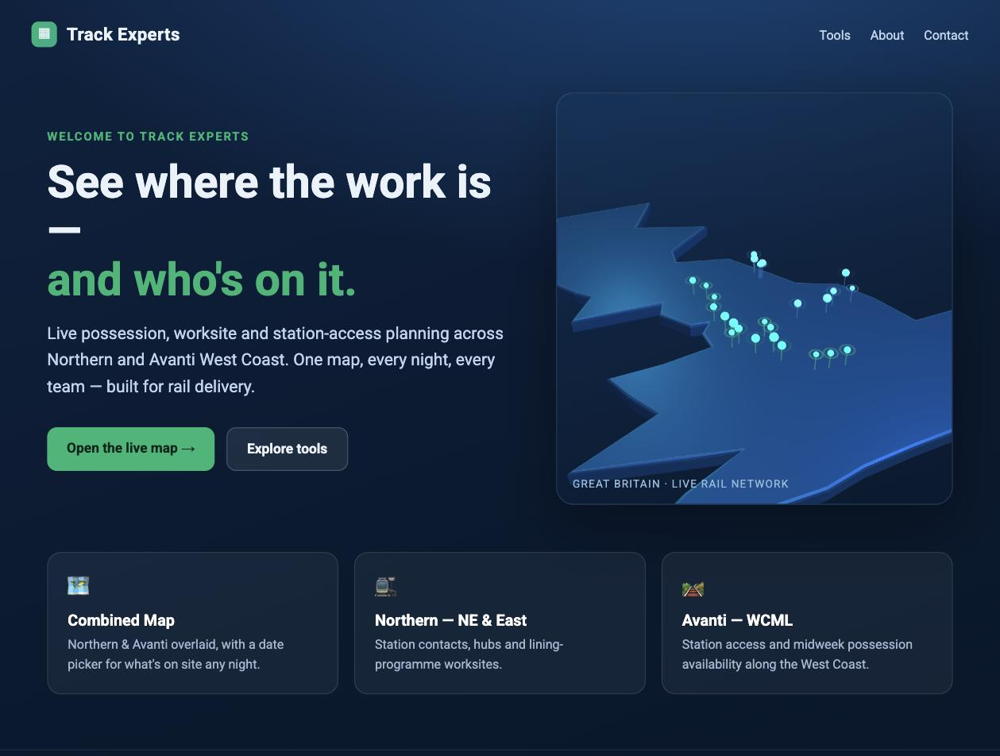 Track Experts
Tools
About
Contact
WELCOME TO TRACK EXPERTS
See where the work is
—
and who's on it.
Live possession, worksite and station-access planning across
Northern and Avanti West Coast. One map, every night, every
team — built for rail delivery.
Open the live map →
Explore tools
GREAT BRITAIN · LIVE RAIL NETWORK
Combined Map
Northern & Avanti overlaid, with a date
picker for what's on site any night.
Northern — NE & East
Station contacts, hubs and lining-
programme worksites.
Avanti — WCML
Station access and midweek possession
availability along the West Coast.